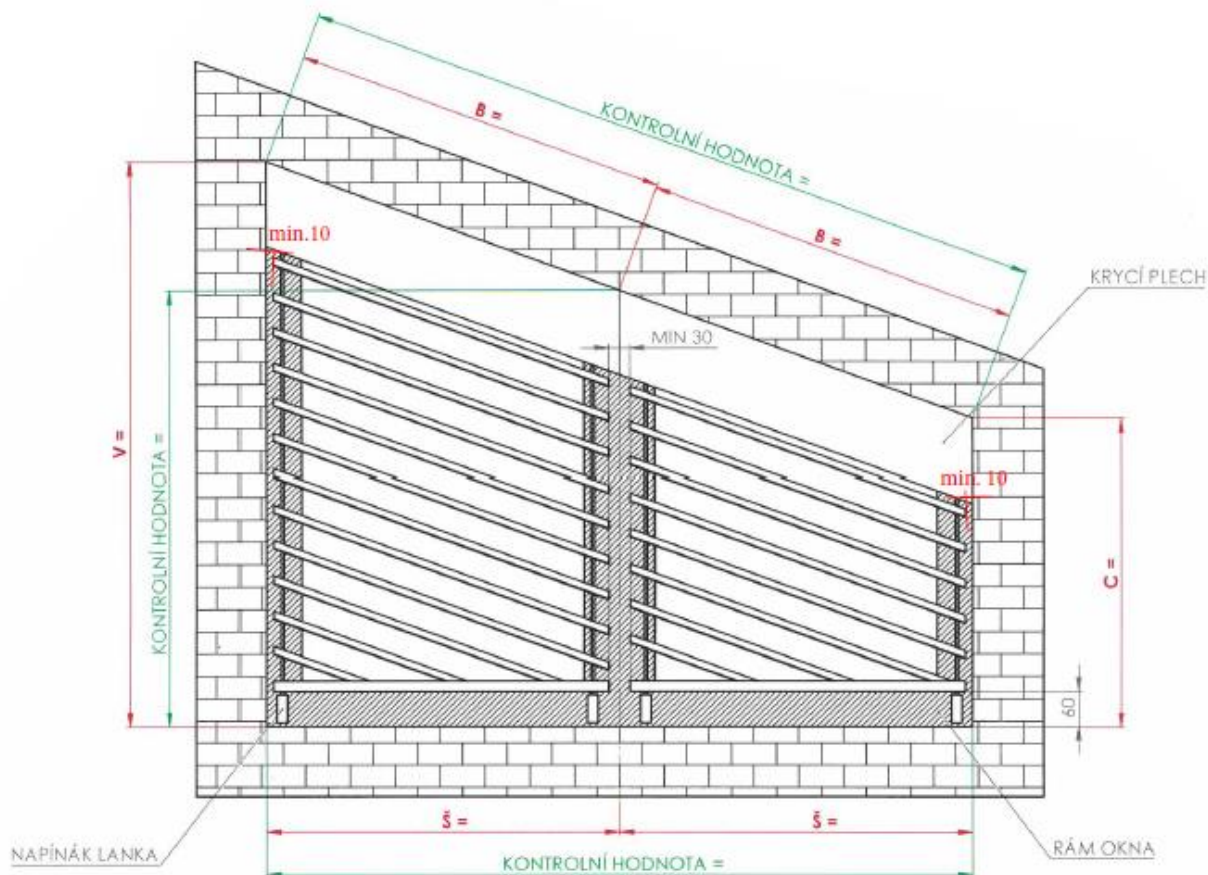 KONTROLNÍ HODNOTA =
B =
B =
min.10
KRYCÍ PLECH
MIN 30
V =
KONTROLNÍ HODNOTA =
min. 10
C =
60
Š =
Š =
NAPÍNÁK LANKA
RÁM OKNA
KONTROLNÍ HODNOTA =